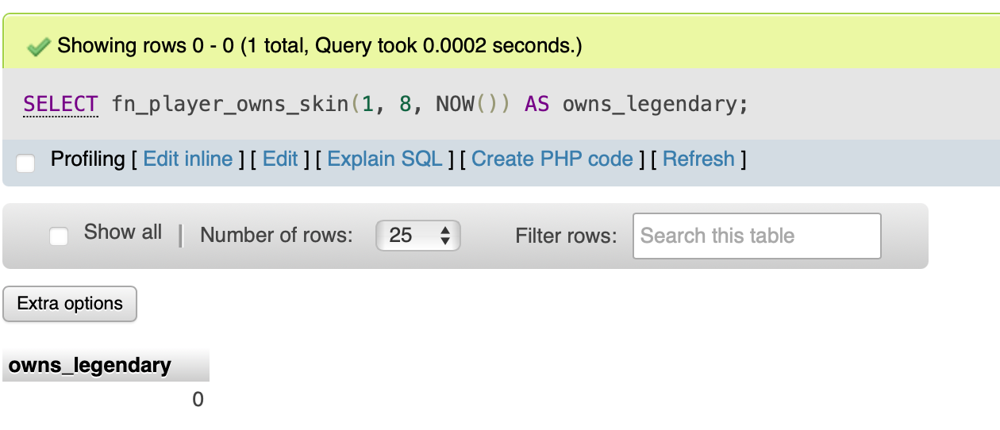 Showing rows 0 - 0 (1 total, Query took 0.0002 seconds.)
SELECT fn_player_owns_skin(1, 8, NOW()) AS owns_legendary;
Profiling [ Edit inline ] [ Edit ] [ Explain SQL ] [ Create PHP code ] [ Refresh ]
Show all | Number of rows: 25 Filter rows: Search this table
Extra options
owns_legendary
0